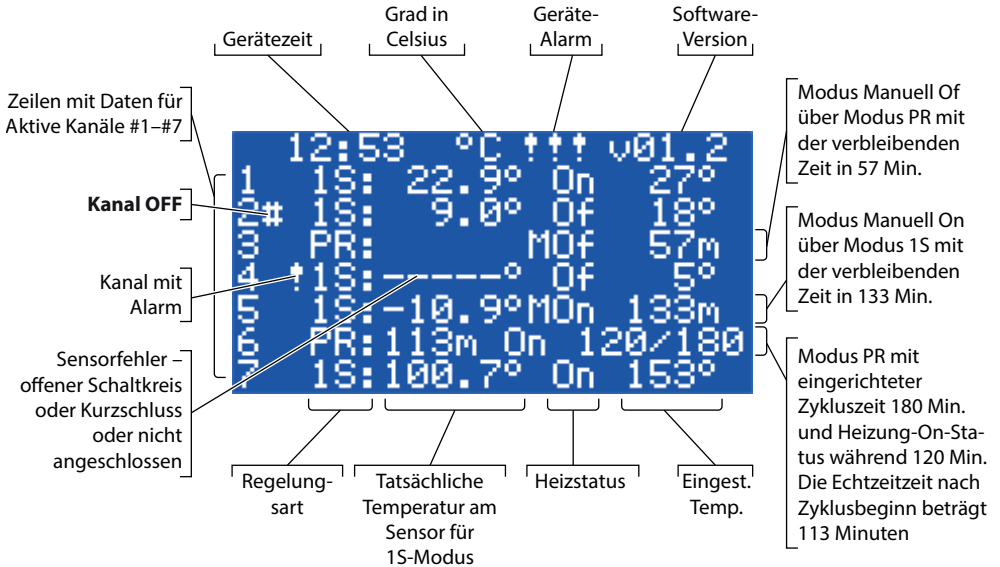 Gerätezeit
Grad in
Celsius
Geräte-
Alarm
Software-
Version
Zeilen mit Daten für
Aktive Kanäle #1–#7
Kanal OFF
Kanal mit
Alarm
Sensorfehler –
offener Schaltkreis
oder Kurzschluss
oder nicht
angeschlossen
12:53 °C !!! v01.2
1 1S: 22.9° On 27°
2# 1S: 9.0° Of 18°
3 PR: MOf 57m
4 !1S:-----° Of 5°
5 1S:-10.9°MOn 133m
6 PR:113m On 120/180
7 1S:100.7° On 153°
Modus Manuell Of
über Modus PR mit
der verbleibenden
Zeit in 57 Min.
Modus Manuell On
über Modus 1S mit
der verbleibenden
Zeit in 133 Min.
Modus PR mit
eingerichteter
Zykluszeit 180 Min.
und Heizung-On-Sta-
tus während 120 Min.
Die Echtzeitzeit nach
Zyklusbeginn beträgt
113 Minuten
Regelung-
sart
Tatsächliche
Temperatur am
Sensor für
1S-Modus
Heizstatus
Eingest.
Temp.